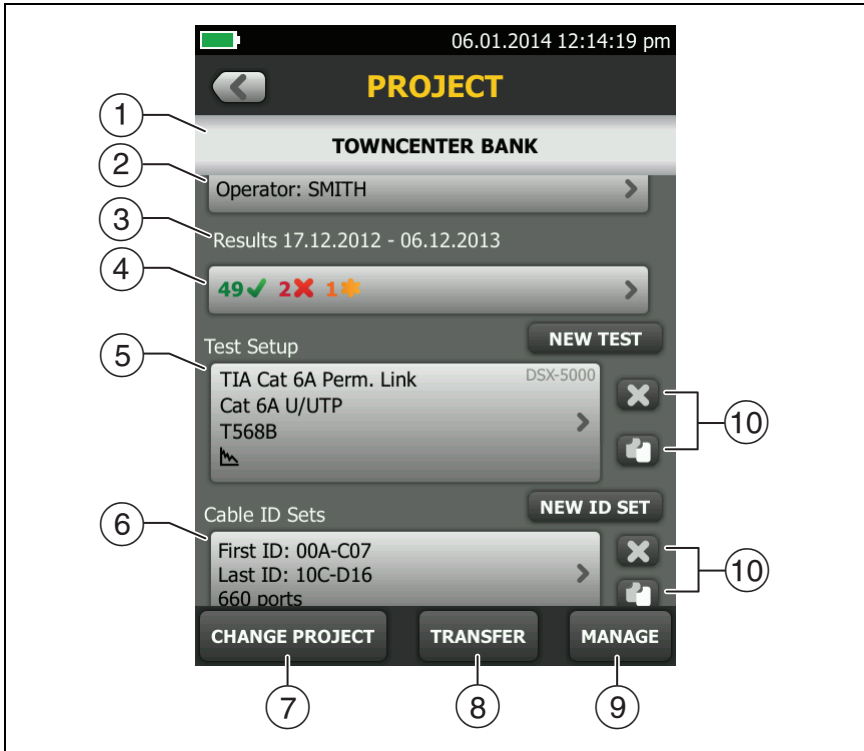 06.01.2014 12:14:19 pm
PROJECT
1
TOWNCENTER BANK
2
Operator: SMITH
3
Results 17.12.2012 - 06.12.2013
4
49 2 1
NEW TEST
5
Test Setup
TIA Cat 6A Perm. Link
DSX-5000
Cat 6A U/UTP
T568B
10
NEW ID SET
6
Cable ID Sets
First ID: 00A-C07
Last ID: 10C-D16
660 ports
10
CHANGE PROJECT
TRANSFER
MANAGE
7
8
9